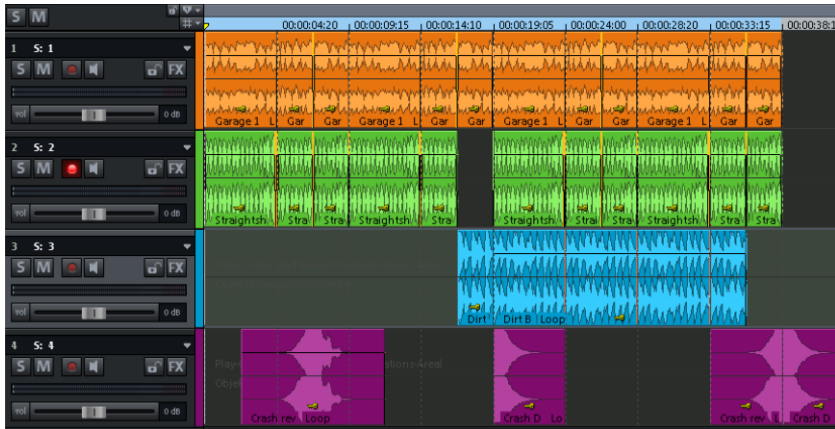 S M
00:00:04:20 00:00:09:15 00:00:14:10 00:00:19:05 00:00:24:00 00:00:28:20 00:00:33:15 00:00:38:1
1 S: 1
S M FX
vol 0 dB
Garage 1 L Gar Gar Garage 1 L Gar Gar Garage 1 L Gar Gar Garage 1 L Gar Gar
2 S: 2
S M FX
vol 0 dB
Straightsh Stra Stra Straightsh Stra Straightsh Strai Stra Straightsh Stra Stra
3 S: 3
S M FX
vol 0 dB
Dirt Dirt B Loop
4 S: 4
S M FX
Play- ations-Areal
Obje
vol 0 dB
Crash rev Loop Crash D Lo Crash rev L Crash D